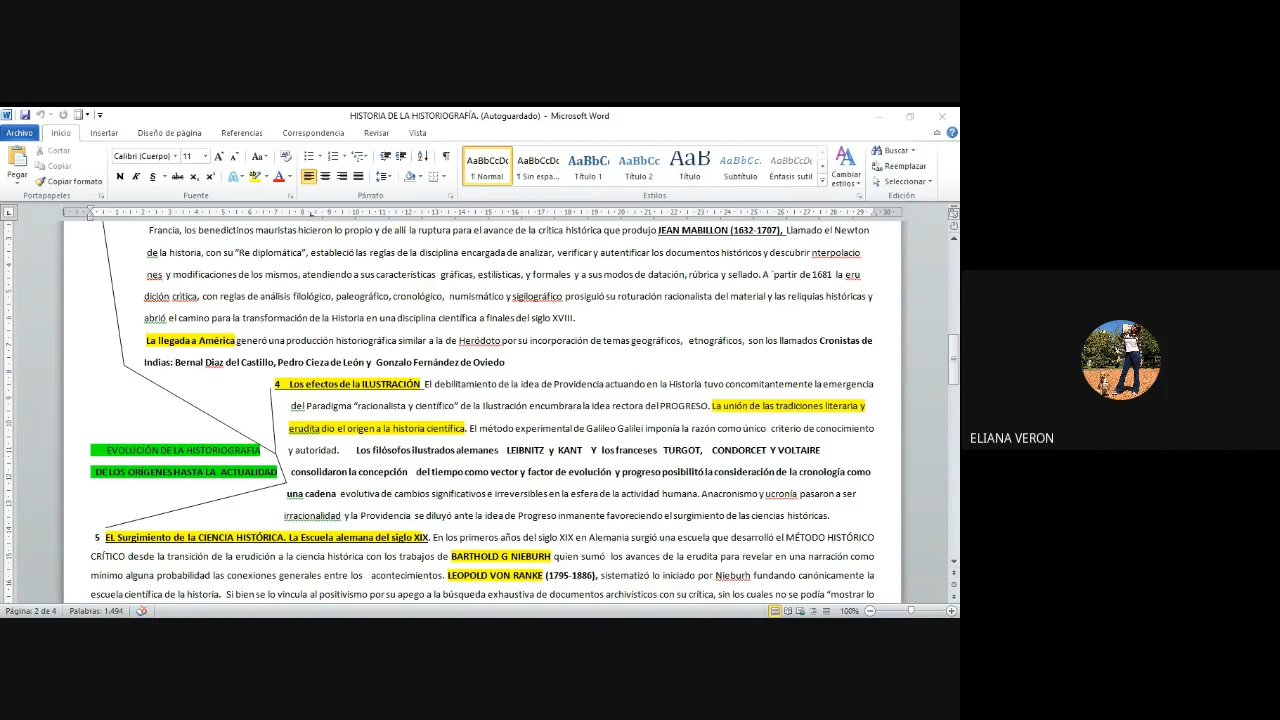 HISTORIA DE LA HISTORIOGRAFÍA. (Autoguardado) - Microsoft Word
Archivo Inicio Insertar Diseño de página Referencias Correspondencia Revisar Vista
Pegar Cortar Copiar Copiar formato
Calibri (Cuerpo) 11
AaBbCcDc AaBbCcDc AaBbC AaBbCc AaB AaBbCc. AaBbCcDc
¶ Normal ¶ Sin espa... Título 1 Título 2 Título Subtítulo Énfasis sutil
Cambiar estilos
Buscar Reemplazar Seleccionar
Portapapeles Fuente Párrafo Estilos Edición
Francia, los benedictinos mauristas hicieron lo propio y de allí la ruptura para el avance de la crítica histórica que produjo JEAN MABILLON (1632-1707), Llamado el Newton
de la historia, con su "Re diplomática", estableció las reglas de la disciplina encargada de analizar, verificar y autentificar los documentos históricos y descubrir nterpolacio
nes y modificaciones de los mismos, atendiendo a sus características gráficas, estilísticas, y formales y a sus modos de datación, rúbrica y sellado. A `partir de 1681 la eru
dición crítica, con reglas de análisis filológico, paleográfico, cronológico, numismático y sigilográfico prosiguió su roturación racionalista del material y las reliquias históricas y
abrió el camino para la transformación de la Historia en una disciplina científica a finales del siglo XVIII.
La llegada a América generó una producción historiográfica similar a la de Heródoto por su incorporación de temas geográficos, etnográficos, son los llamados Cronistas de
Indias: Bernal Diaz del Castillo, Pedro Cieza de León y Gonzalo Fernández de Oviedo
4 Los efectos de la ILUSTRACIÓN El debilitamiento de la idea de Providencia actuando en la Historia tuvo concomitantemente la emergencia
del Paradigma "racionalista y científico" de la Ilustración encumbrara la idea rectora del PROGRESO. La unión de las tradiciones literaria y
erudita dio el origen a la historia científica. El método experimental de Galileo Galilei imponía la razón como único criterio de conocimiento
EVOLUCIÓN DE LA HISTORIOGRAFIA
y autoridad. Los filósofos ilustrados alemanes LEIBNITZ y KANT Y los franceses TURGOT, CONDORCET Y VOLTAIRE
DE LOS ORÍGENES HASTA LA ACTUALIDAD
consolidaron la concepción del tiempo como vector y factor de evolución y progreso posibilitó la consideración de la cronología como
una cadena evolutiva de cambios significativos e irreversibles en la esfera de la actividad humana. Anacronismo y ucronía pasaron a ser
irracionalidad y la Providencia se diluyó ante la idea de Progreso inmanente favoreciendo el surgimiento de las ciencias históricas.
5 EL Surgimiento de la CIENCIA HISTÓRICA. La Escuela alemana del siglo XIX. En los primeros años del siglo XIX en Alemania surgió una escuela que desarrolló el MÉTODO HISTÓRICO
CRÍTICO desde la transición de la erudición a la ciencia histórica con los trabajos de BARTHOLD G NIEBURH quien sumó los avances de la erudita para revelar en una narración como
mínimo alguna probabilidad las conexiones generales entre los acontecimientos. LEOPOLD VON RANKE (1795-1886), sistematizó lo iniciado por Nieburh fundando canónicamente la
escuela científica de la historia. Si bien se lo vincula al positivismo por su apego a la búsqueda exhaustiva de documentos archivísticos con su crítica, sin los cuales no se podía "mostrar lo
Página: 2 de 4 Palabras: 1.494 100%
ELIANA VERON